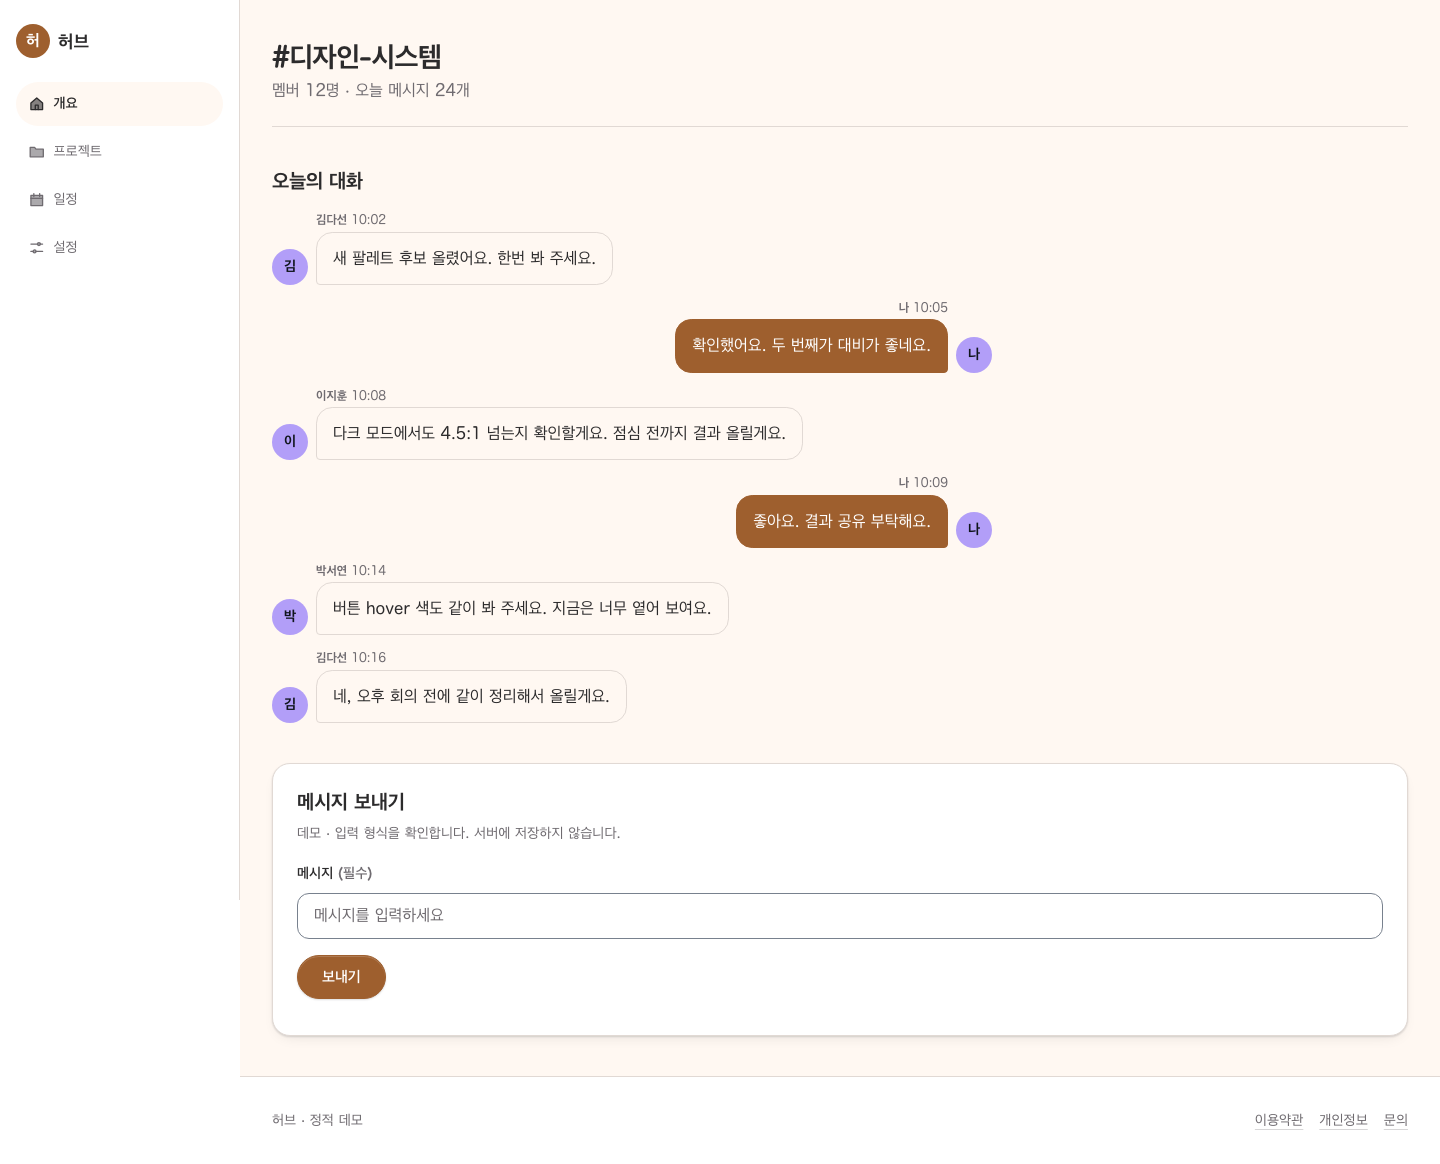 허 허브
개요
프로젝트
일정
설정
#디자인-시스템
멤버 12명 · 오늘 메시지 24개
오늘의 대화
김다선 10:02
김 새 팔레트 후보 올렸어요. 한번 봐 주세요.
나 10:05
확인했어요. 두 번째가 대비가 좋네요. 나
이지훈 10:08
이 다크 모드에서도 4.5:1 넘는지 확인할게요. 점심 전까지 결과 올릴게요.
나 10:09
좋아요. 결과 공유 부탁해요. 나
박서연 10:14
박 버튼 hover 색도 같이 봐 주세요. 지금은 너무 옅어 보여요.
김다선 10:16
김 네, 오후 회의 전에 같이 정리해서 올릴게요.
메시지 보내기
데모 · 입력 형식을 확인합니다. 서버에 저장하지 않습니다.
메시지 (필수)
메시지를 입력하세요
보내기
허브 · 정적 데모
이용약관 개인정보 문의